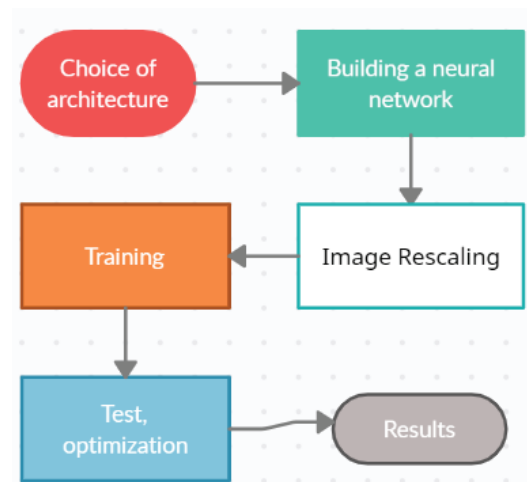 Choice of
architecture
Building a neural
network
Image Rescaling
Training
Test,
optimization
Results